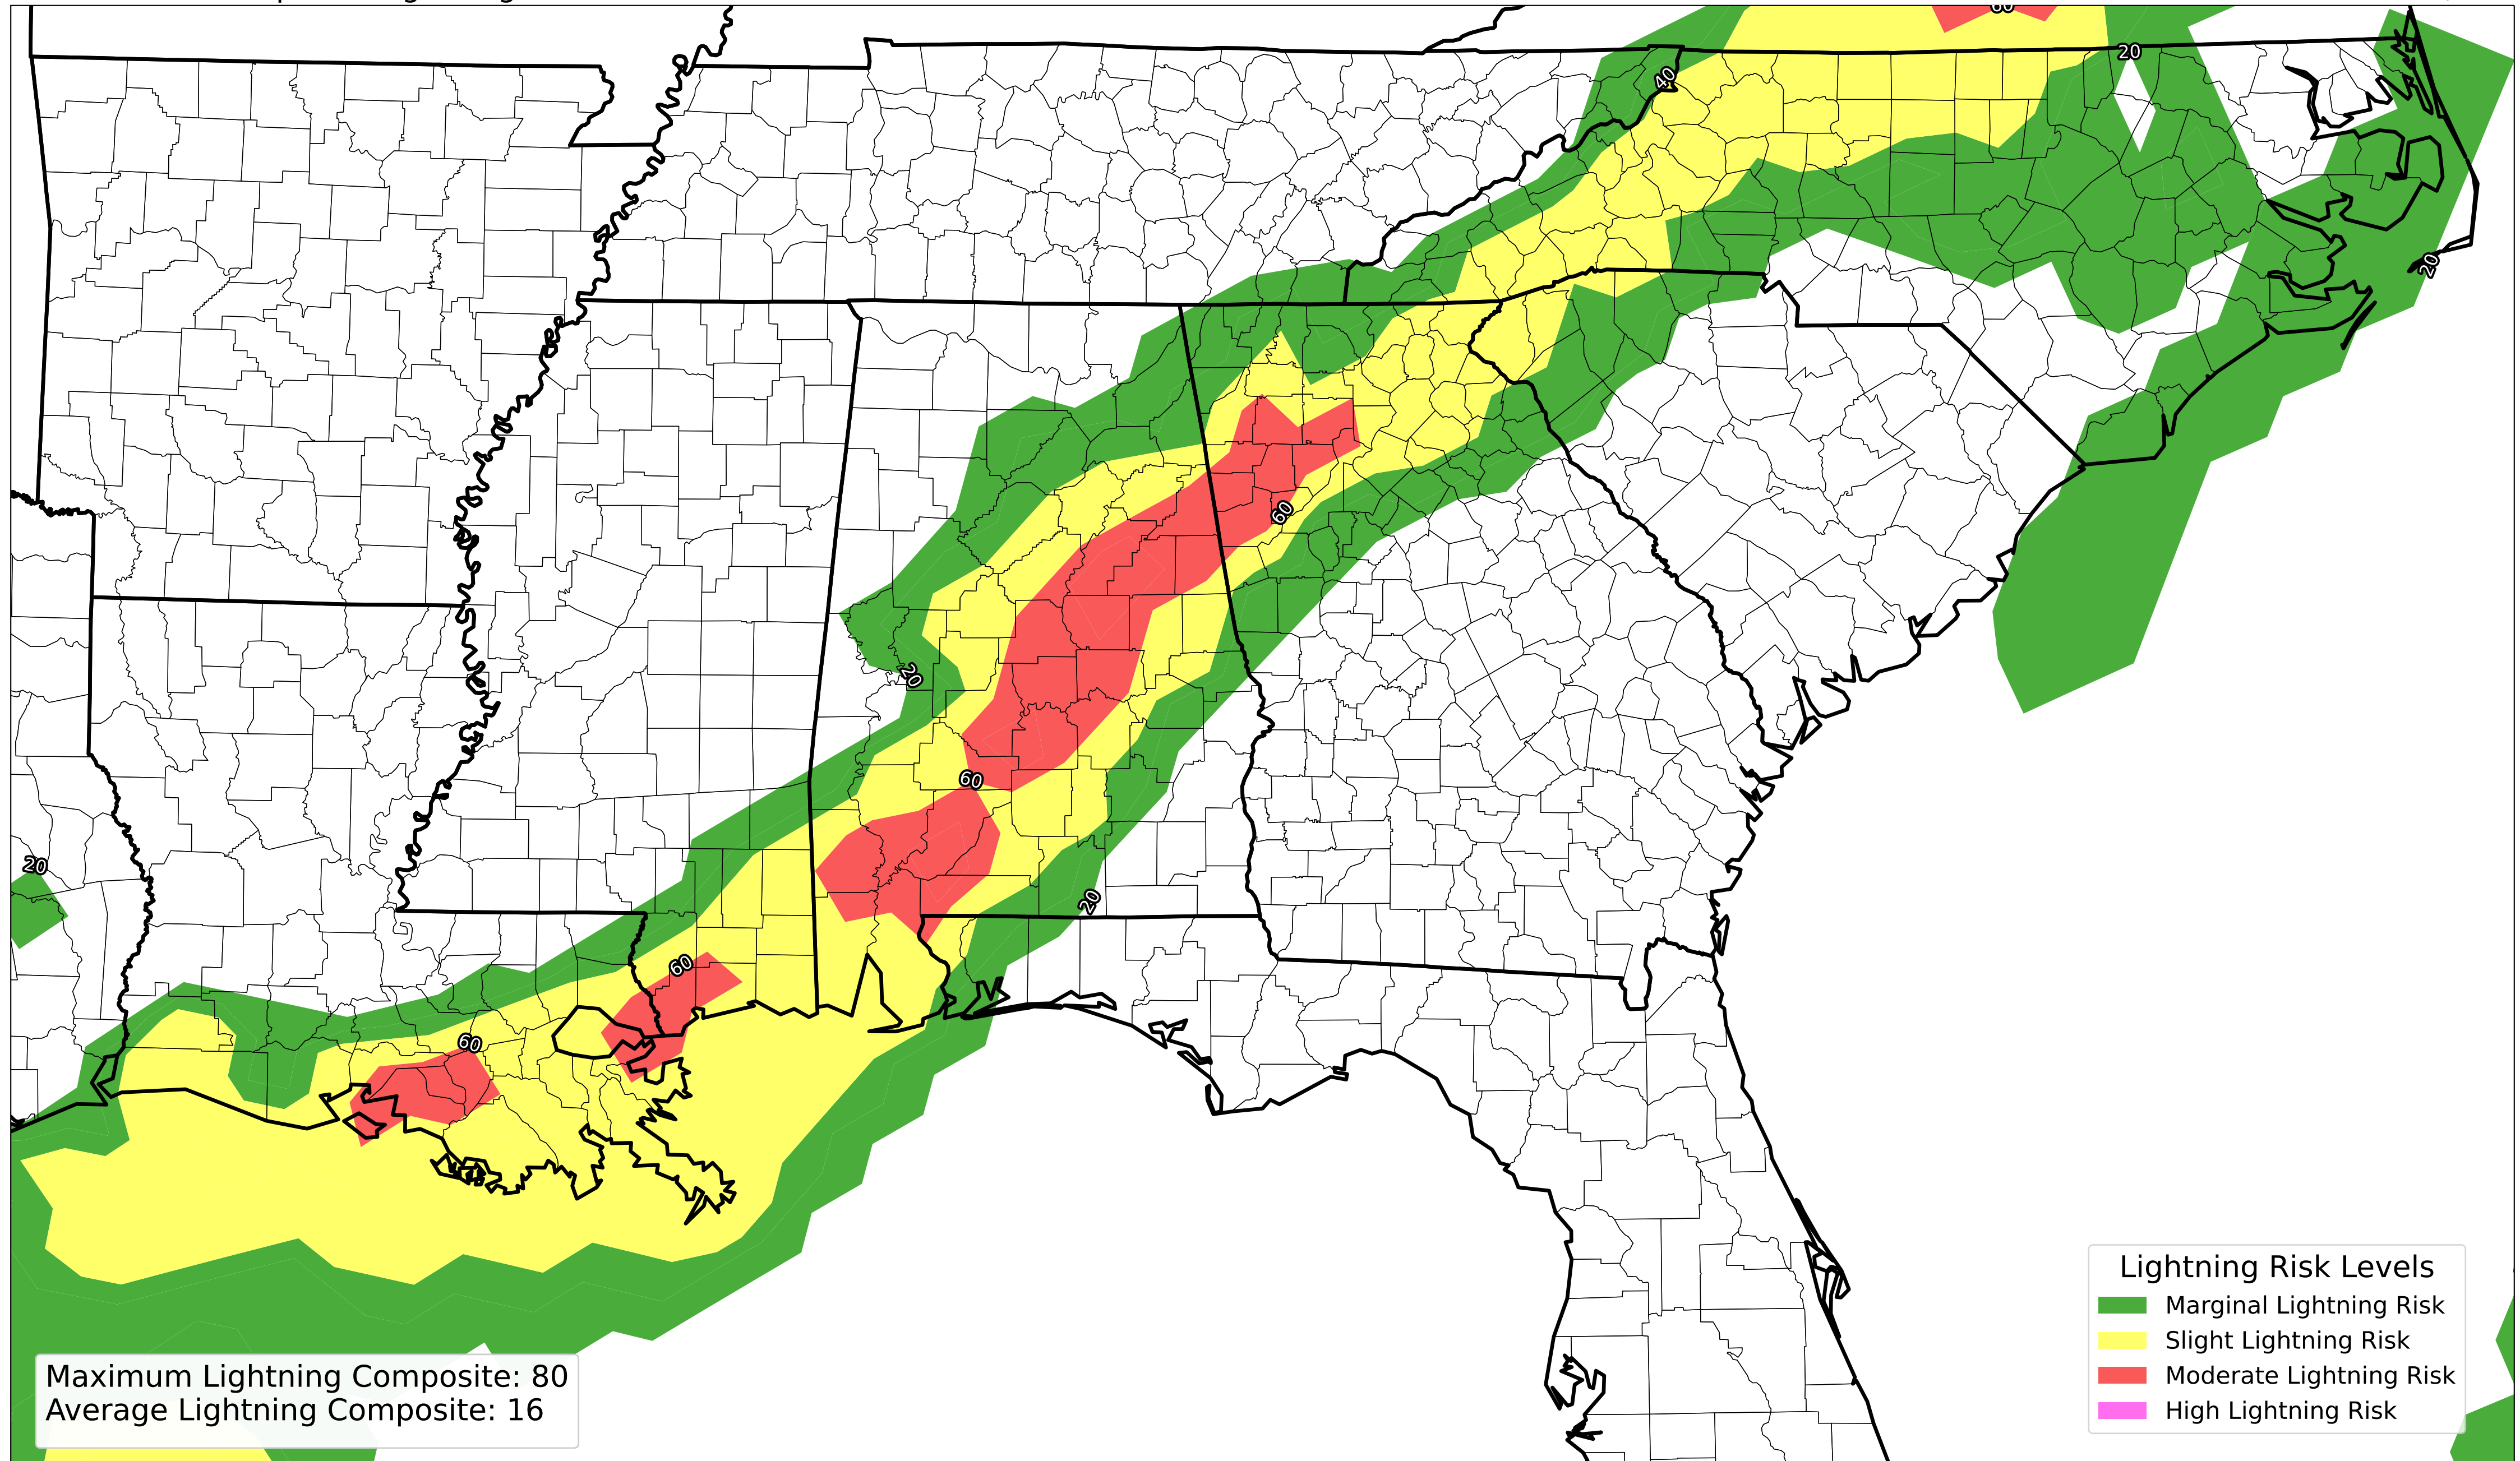 60
20
40
20
60
20
60
20
20
60
60
Lightning Risk Levels
Marginal Lightning Risk
Slight Lightning Risk
Moderate Lightning Risk
High Lightning Risk
Maximum Lightning Composite: 80
Average Lightning Composite: 16